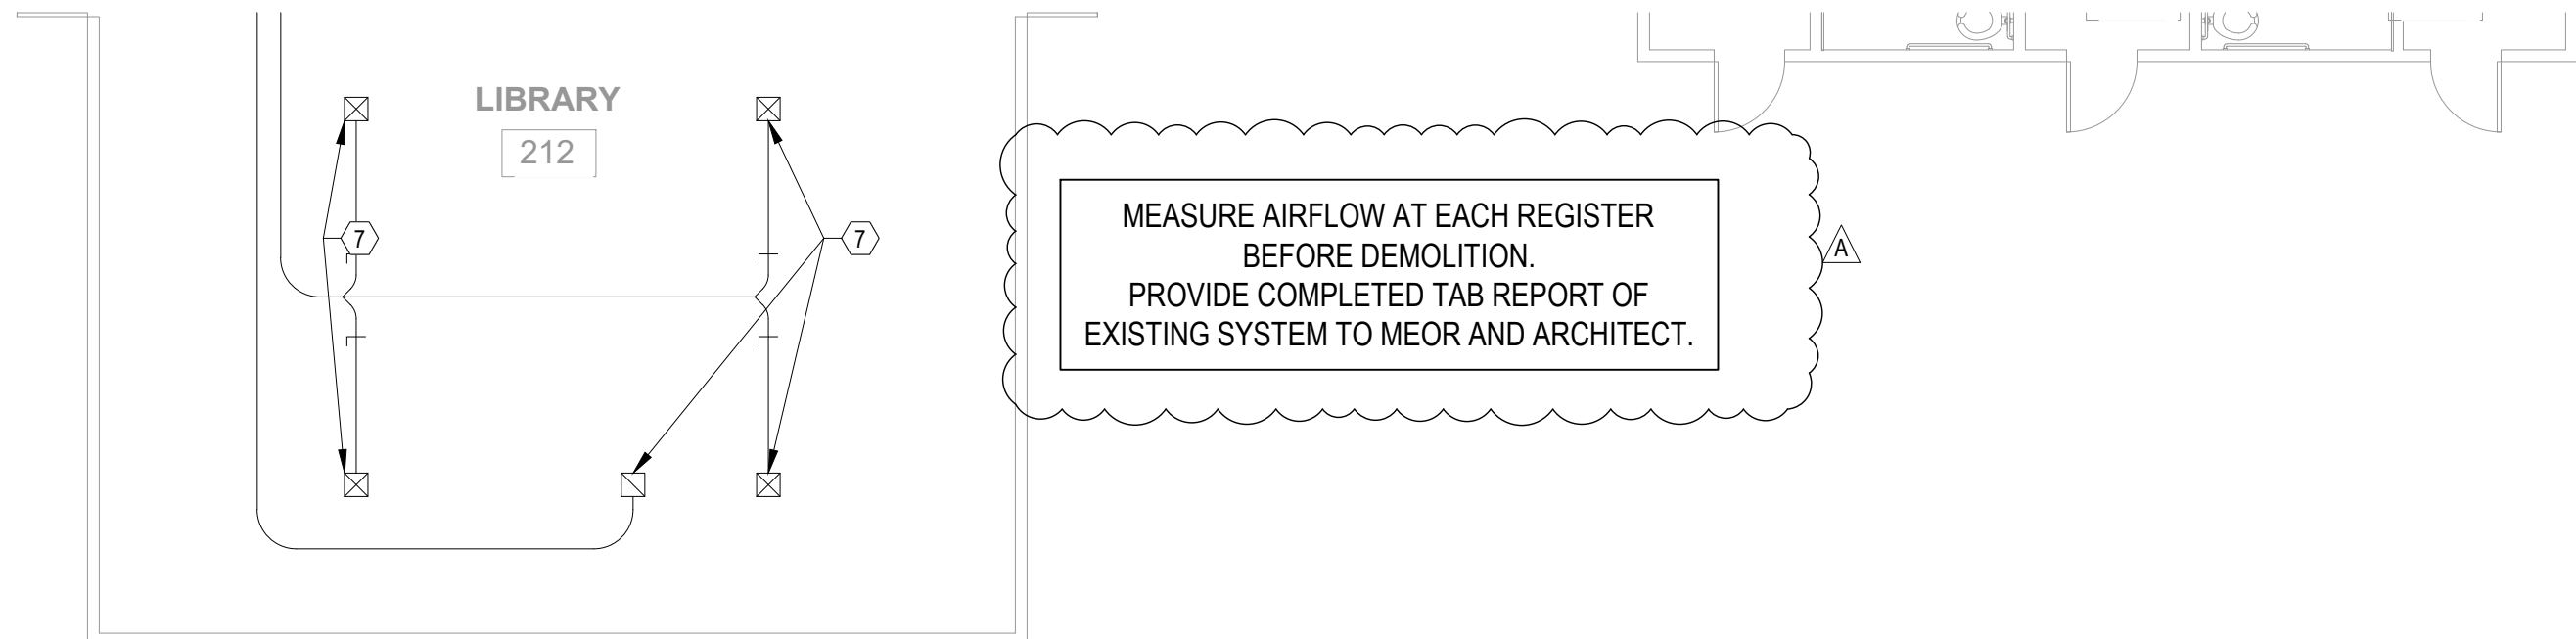 LIBRARY
212
7
7
MEASURE AIRFLOW AT EACH REGISTER
BEFORE DEMOLITION.
PROVIDE COMPLETED TAB REPORT OF
EXISTING SYSTEM TO MEOR AND ARCHITECT.
A